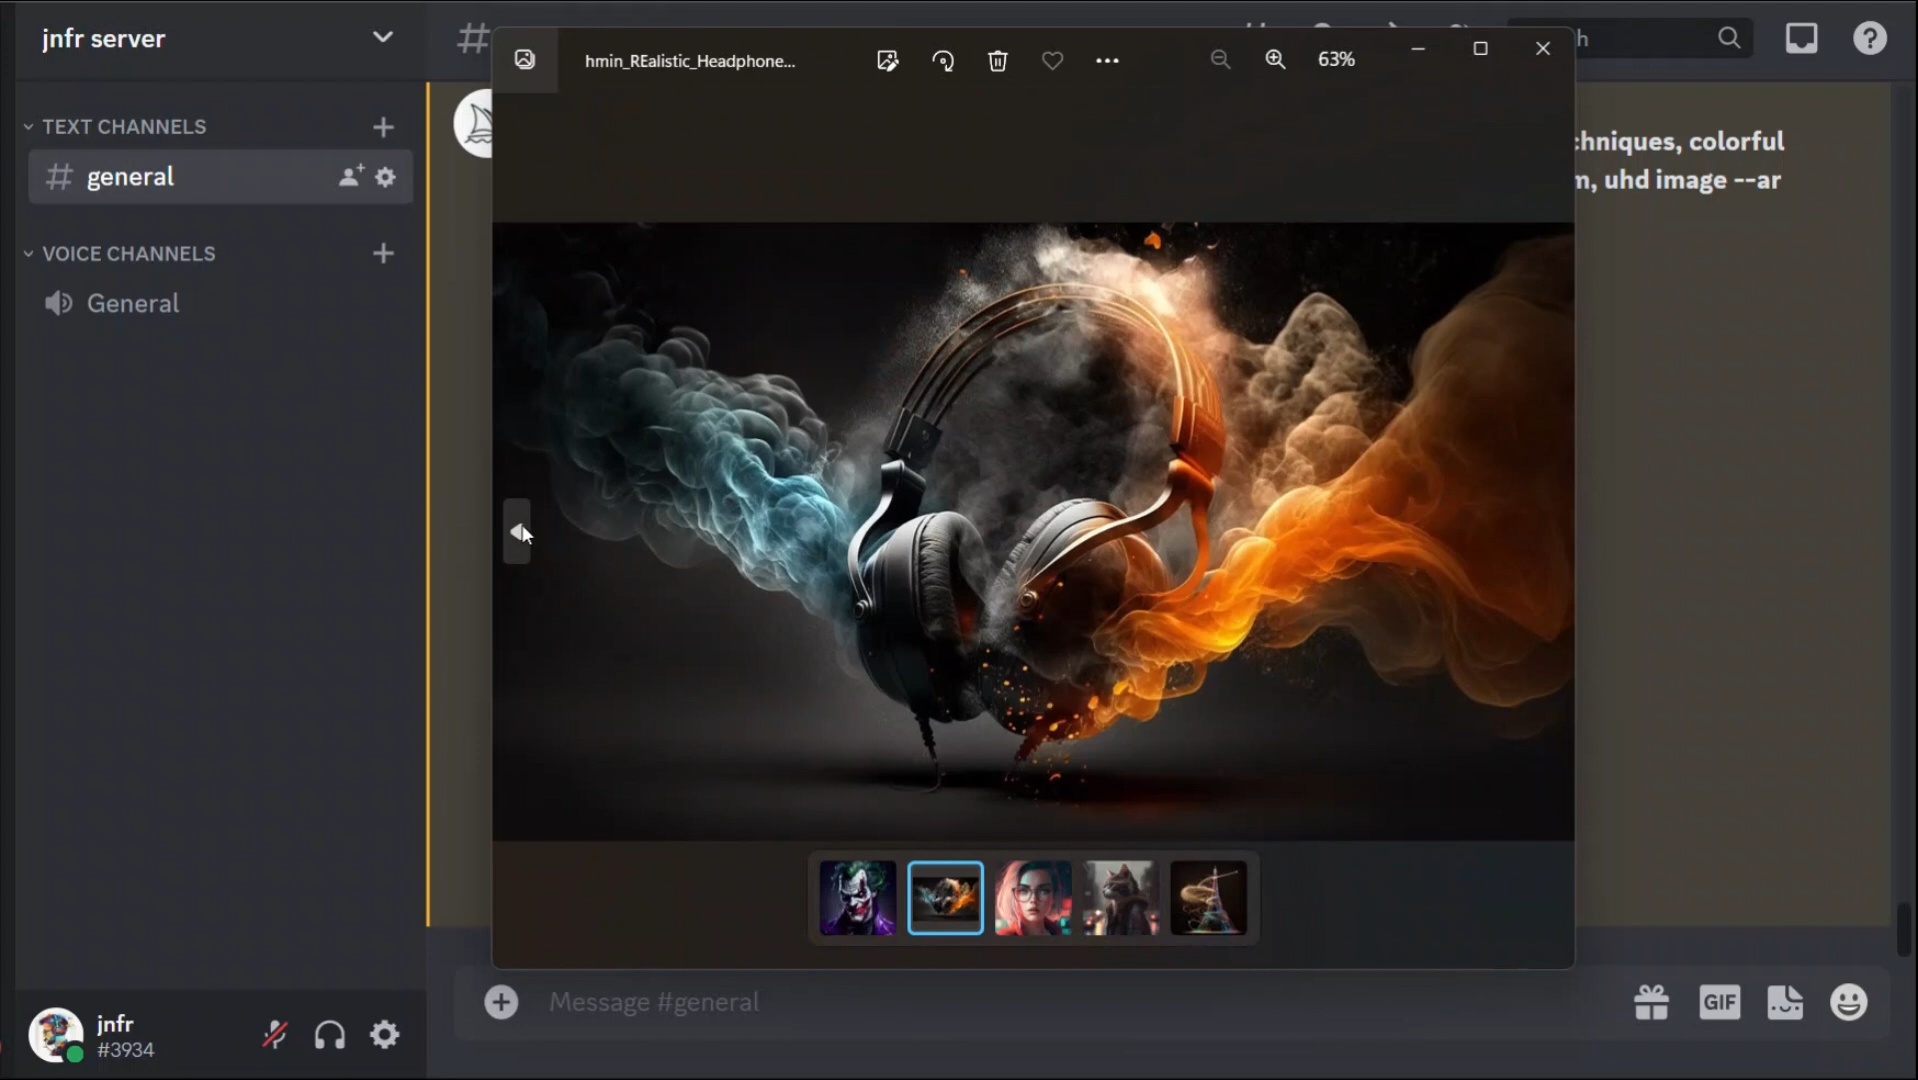 jnfr server
#
h
hmin_REalistic_Headphone...
63%
TEXT CHANNELS
# general
VOICE CHANNELS
General
chniques, colorful
uhd image --ar
Message #general
GIF
jnfr
#3934